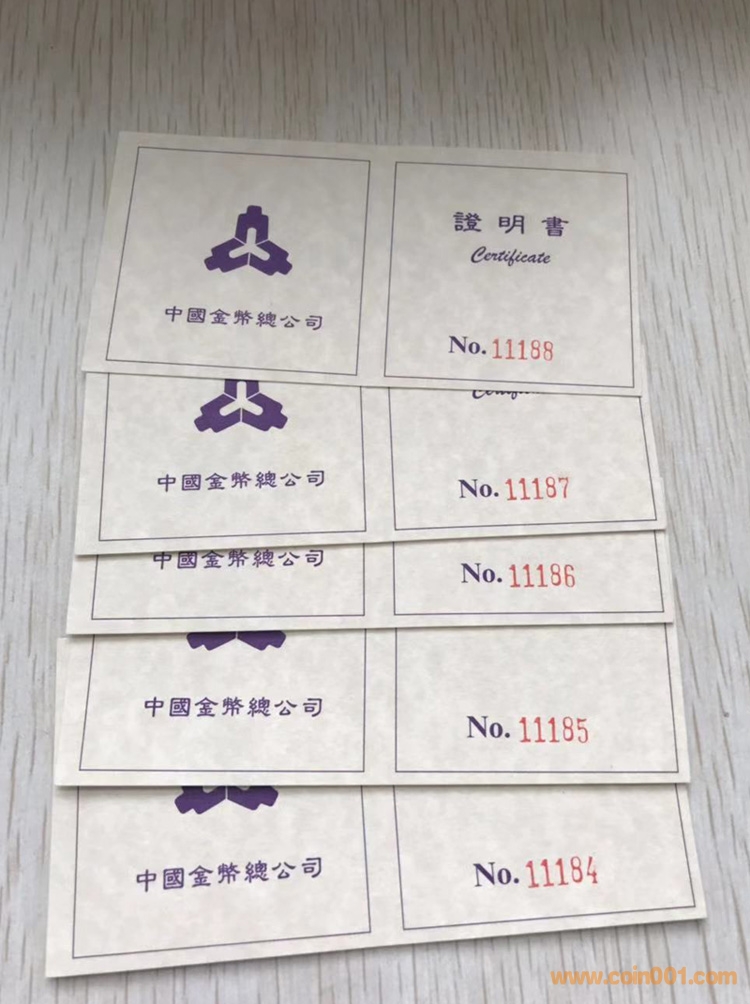 證明書
Certificate
中國金幣總公司
No. 11188
中國金幣總公司
No. 11187
中國金幣總公司
No. 11186
中國金幣總公司
No. 11185
中國金幣總公司
No. 11184
www.coin001.com